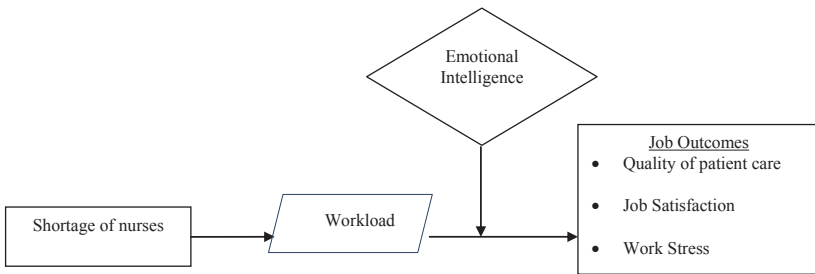 Emotional
Intelligence
Job Outcomes
• Quality of patient care
• Job Satisfaction
• Work Stress
Shortage of nurses
Workload